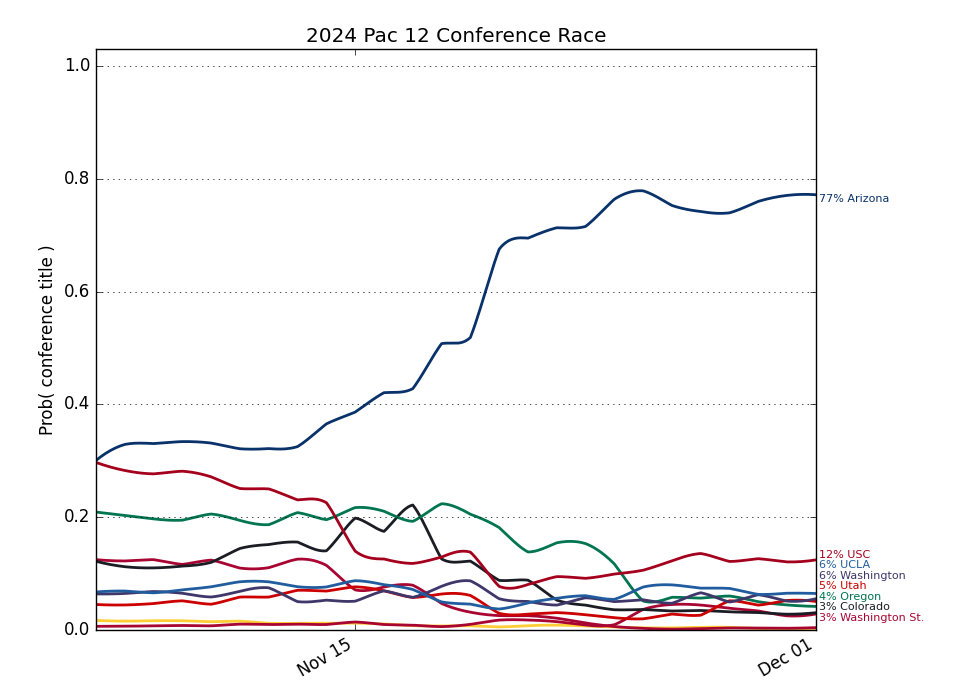 2024 Pac 12 Conference Race
Prob( conference title )
1.0
0.8
0.6
0.4
0.2
0.0
Nov 15
Dec 01
77% Arizona
12% USC
6% UCLA
6% Washington
5% Utah
4% Oregon
3% Colorado
3% Washington St.